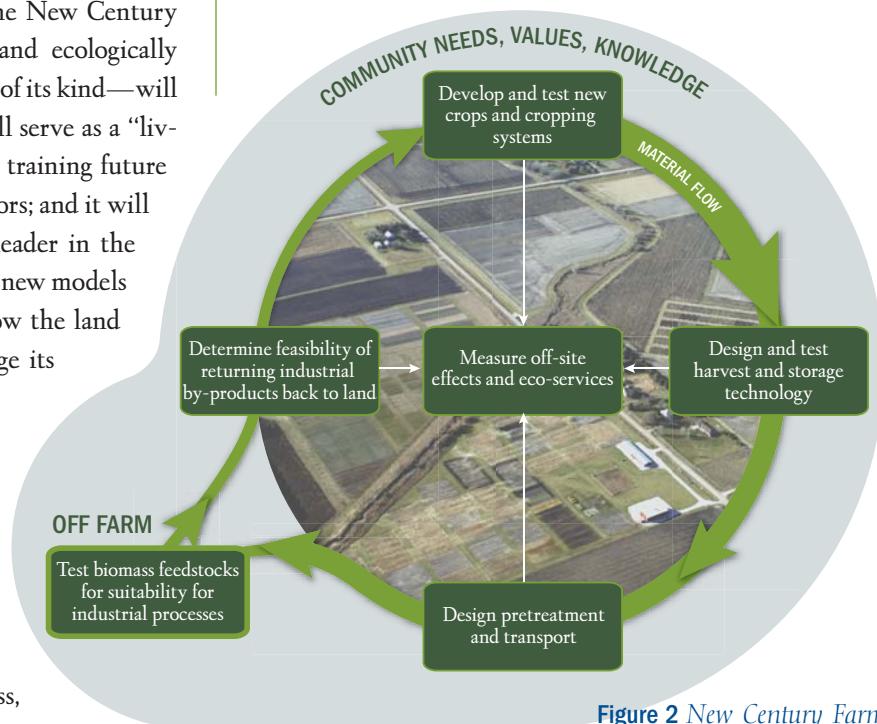 he New Century
and ecologically
of its kind—will
ll serve as a “liv-
training future
ors; and it will
eader in the
new models
ow the land
ge its
ss,
COMMUNITY NEEDS, VALUES, KNOWLEDGE
Develop and test new
crops and cropping
systems
MATERIAL FLOW
Determine feasibility of
returning industrial
by-products back to land
Measure off-site
effects and eco-services
Design and test
harvest and storage
technology
OFF FARM
Test biomass feedstocks
for suitability for
industrial processes
Design pretreatment
and transport
Figure 2 New Century Farm